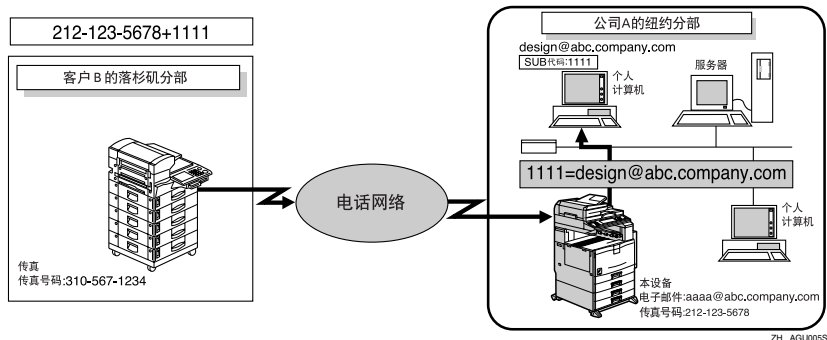 212-123-5678+1111
客户 B 的落杉矶分部
传真
传真号码:310-567-1234
电话网络
公司A的纽约分部
design@abc.company.com
SUB代码:1111
个人
计算机
服务器
1111=design@abc.company.com
个人
计算机
本设备
电子邮件:aaaa@abc.company.com
传真号码:212-123-5678
ZH_AGU005S